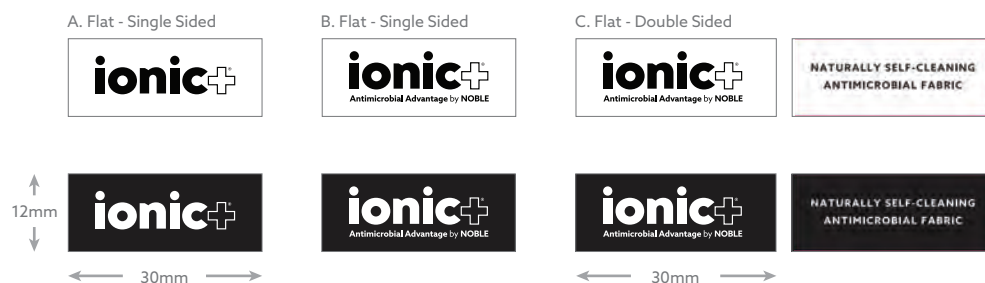 A. Flat - Single Sided
B. Flat - Single Sided
C. Flat - Double Sided
ionic+®
ionic+®
Antimicrobial Advantage by NOBLE
ionic+®
Antimicrobial Advantage by NOBLE
NATURALLY SELF-CLEANING
ANTIMICROBIAL FABRIC
12mm
ionic+®
ionic+®
Antimicrobial Advantage by NOBLE
ionic+®
Antimicrobial Advantage by NOBLE
NATURALLY SELF-CLEANING
ANTIMICROBIAL FABRIC
30mm
30mm